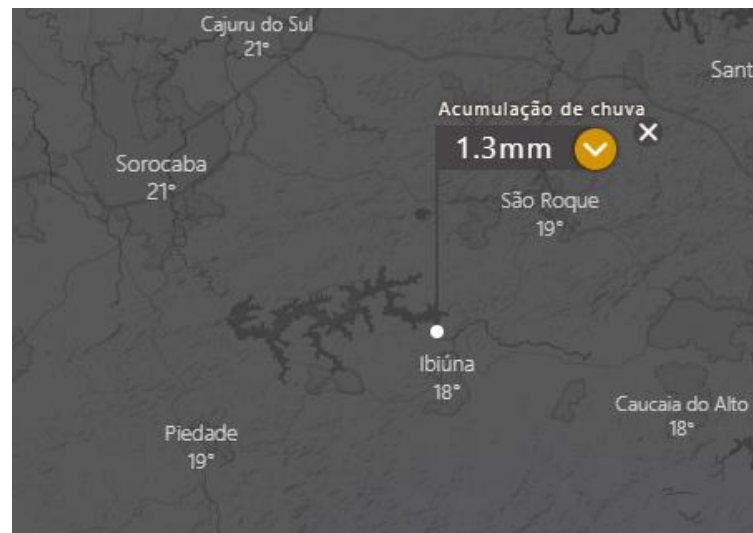 Cajuru do Sul
21°
Sant
Acumulação de chuva
1.3mm
Sorocaba
21°
São Roque
19°
Ibiúna
18°
Caucaia do Alto
18°
Piedade
19°